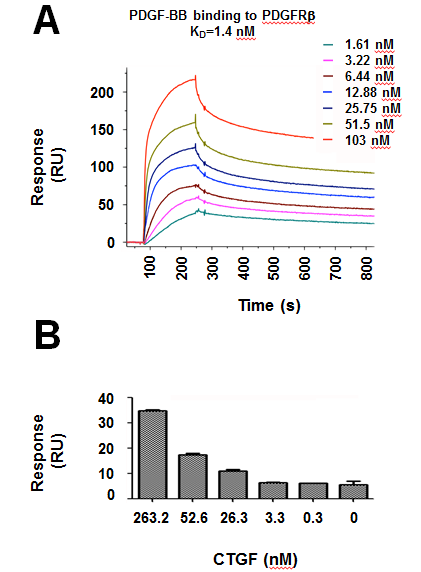 A
PDGF-BB binding to PDGFRβ
KD=1.4 nM
1.61 nM
3.22 nM
6.44 nM
12.88 nM
25.75 nM
51.5 nM
103 nM
200
150
100
50
0
Response
(RU)
100 200 300 400 500 600 700 800
Time (s)
B
40
30
20
10
0
Response
(RU)
263.2 52.6 26.3 3.3 0.3 0
CTGF (nM)